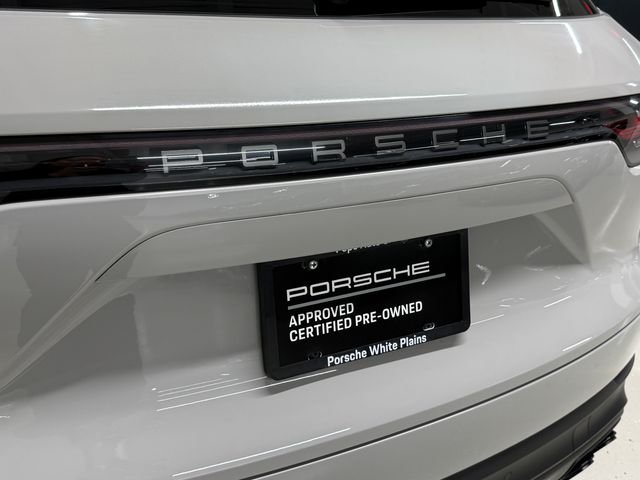 PORSCHE
PORSCHE
APPROVED
CERTIFIED PRE-OWNED
Porsche White Plains